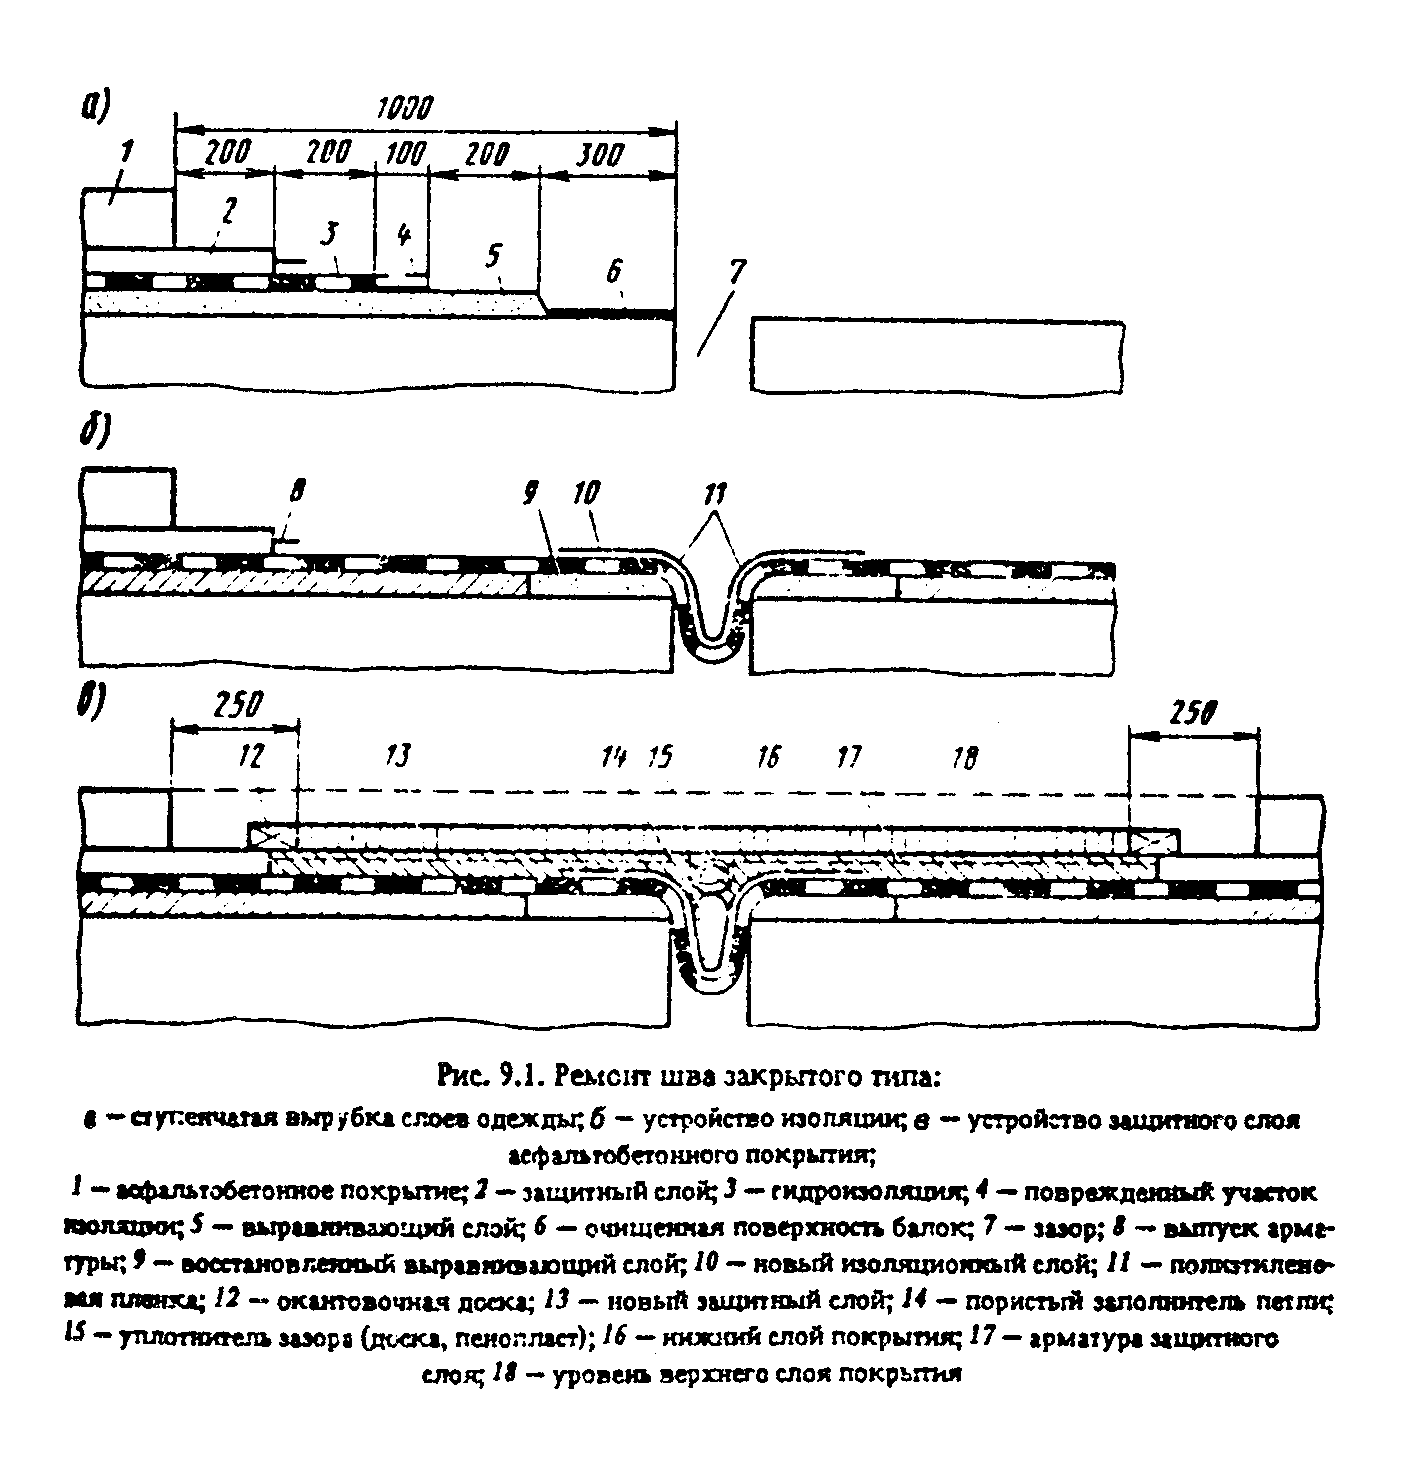 а)
1000
1 200 200 100 200 300
2 3 4 5 6 7
б)
8 9 10 11
в)
250 250
12 13 14 15 16 17 18
Рис. 9.1. Ремонт шва закрытого типа:
а — ступенчатая вырубка слоев одежды; б — устройство изоляции; в — устройство защитного слоя
асфальтобетонного покрытия;
1 — асфальтобетонное покрытие; 2 — защитный слой; 3 — гидроизоляция; 4 — поврежденный участок
изоляции; 5 — выравнивающий слой; 6 — очищенная поверхность балок; 7 — зазор; 8 — выпуск арма-
туры; 9 — восстановленный выравнивающий слой; 10 — новый изоляционный слой; 11 — полиэтилено-
вая пленка; 12 — окантовочная доска; 13 — новый защитный слой; 14 — пористый заполнитель петли;
15 — уплотнитель зазора (доска, пенопласт); 16 — нижний слой покрытия; 17 — арматура защитного
слоя; 18 — уровень верхнего слоя покрытия